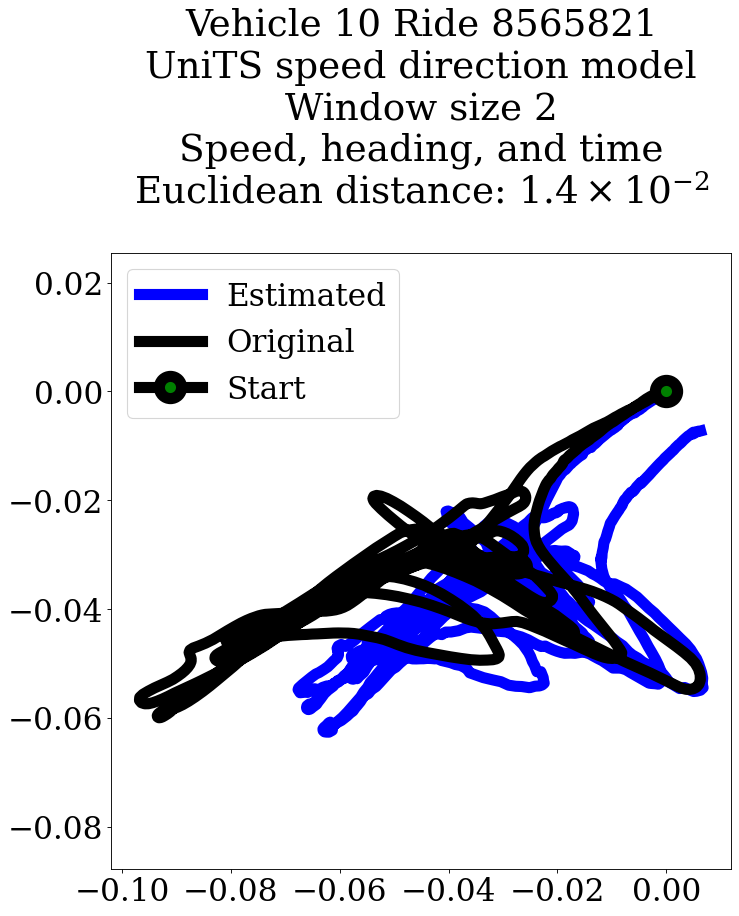 Vehicle 10 Ride 8565821
UniTS speed direction model
Window size 2
Speed, heading, and time
Euclidean distance: 1.4 × 10⁻²
Estimated
Original
Start
0.02
0.00
−0.02
−0.04
−0.06
−0.08
−0.10 −0.08 −0.06 −0.04 −0.02 0.00